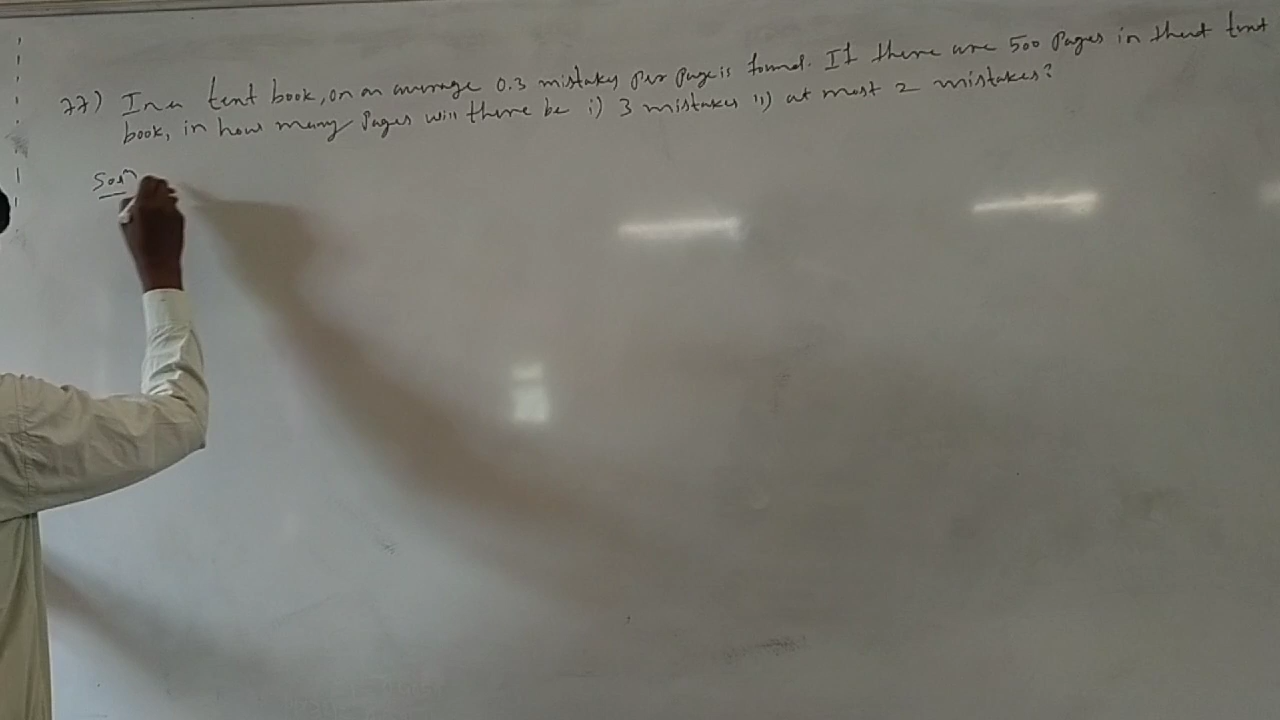 77) In a text book, on an average 0.3 mistakes per page is found. If there are 500 pages in that text
book, in how many pages will there be i) 3 mistakes ii) at most 2 mistakes?
Soln